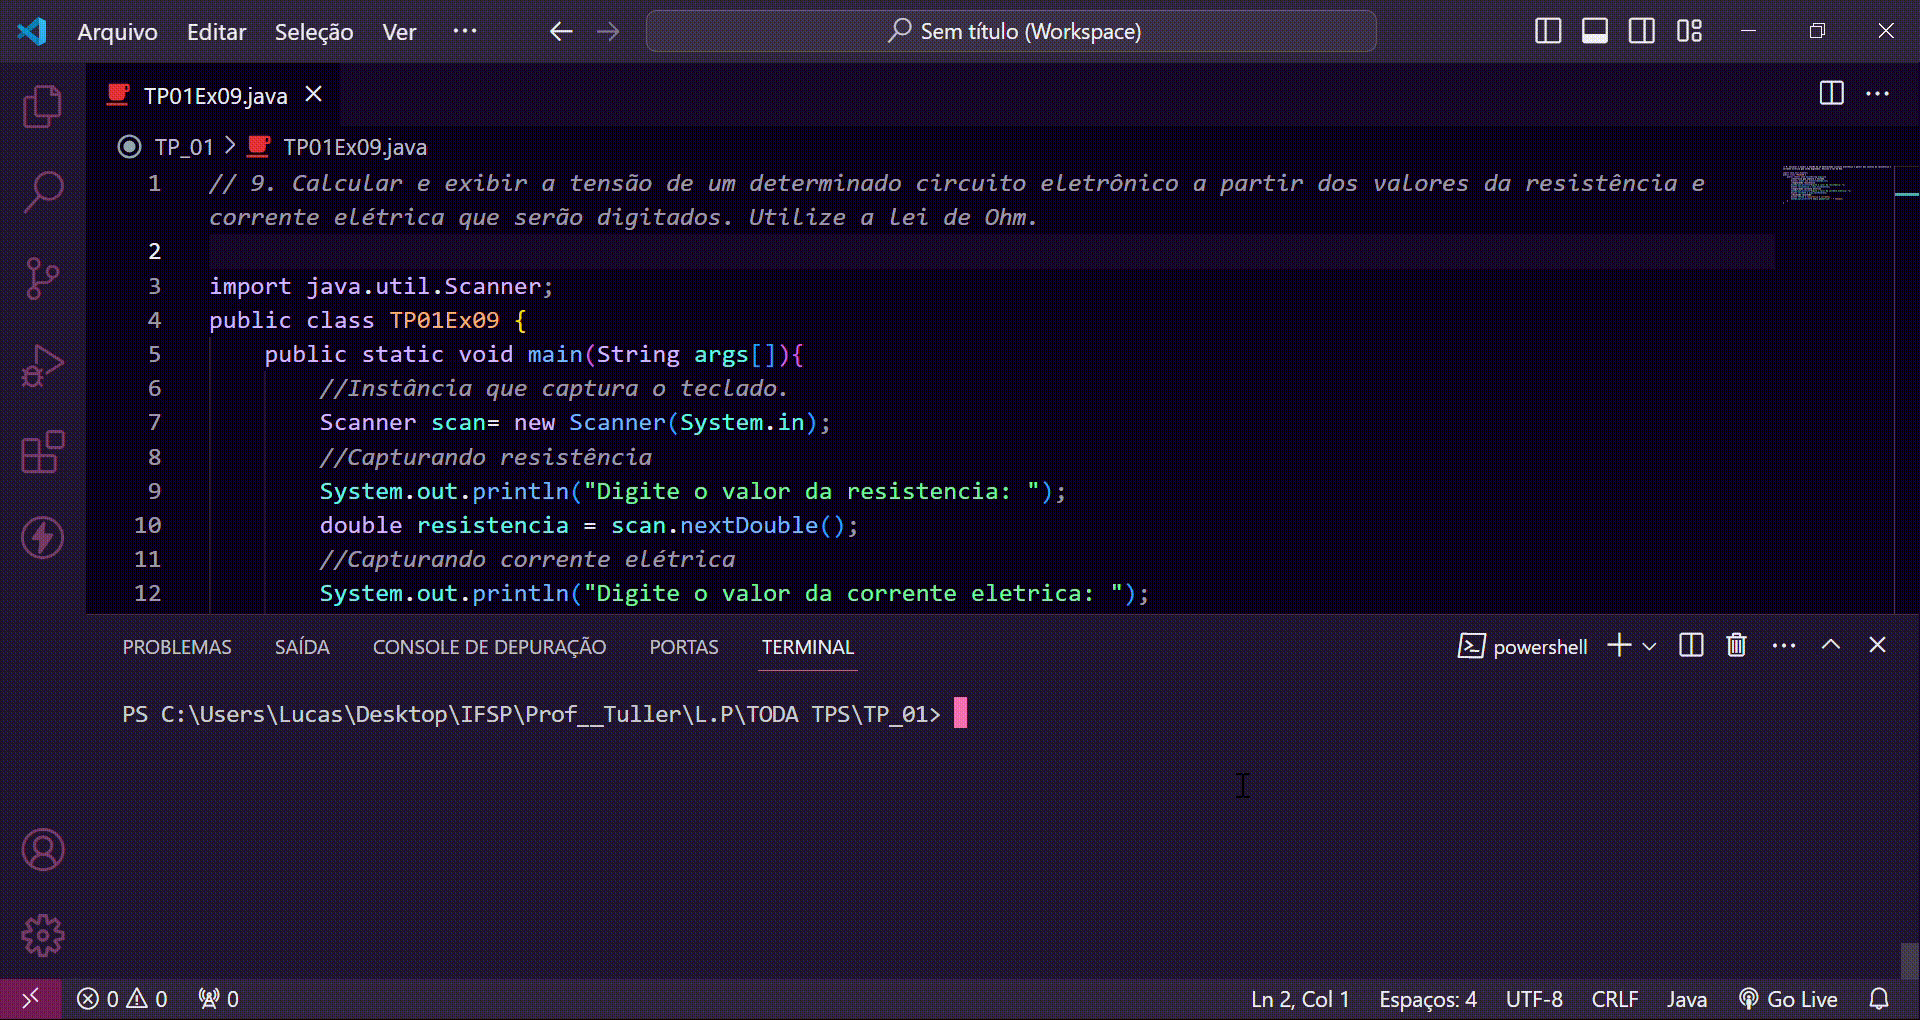 Arquivo Editar Seleção Ver ··· Sem título (Workspace)
TP01Ex09.java
TP_01 > TP01Ex09.java
1 // 9. Calcular e exibir a tensão de um determinado circuito eletrônico a partir dos valores da resistência e
corrente elétrica que serão digitados. Utilize a lei de Ohm.
2
3 import java.util.Scanner;
4 public class TP01Ex09 {
5 public static void main(String args[]){
6 //Instância que captura o teclado.
7 Scanner scan= new Scanner(System.in);
8 //Capturando resistência
9 System.out.println("Digite o valor da resistencia: ");
10 double resistencia = scan.nextDouble();
11 //Capturando corrente elétrica
12 System.out.println("Digite o valor da corrente eletrica: ");
PROBLEMAS SAÍDA CONSOLE DE DEPURAÇÃO PORTAS TERMINAL powershell
PS C:\Users\Lucas\Desktop\IFSP\Prof__Tuller\L.P\TODA TPS\TP_01>
0 0 0 Ln 2, Col 1 Espaços: 4 UTF-8 CRLF Java Go Live